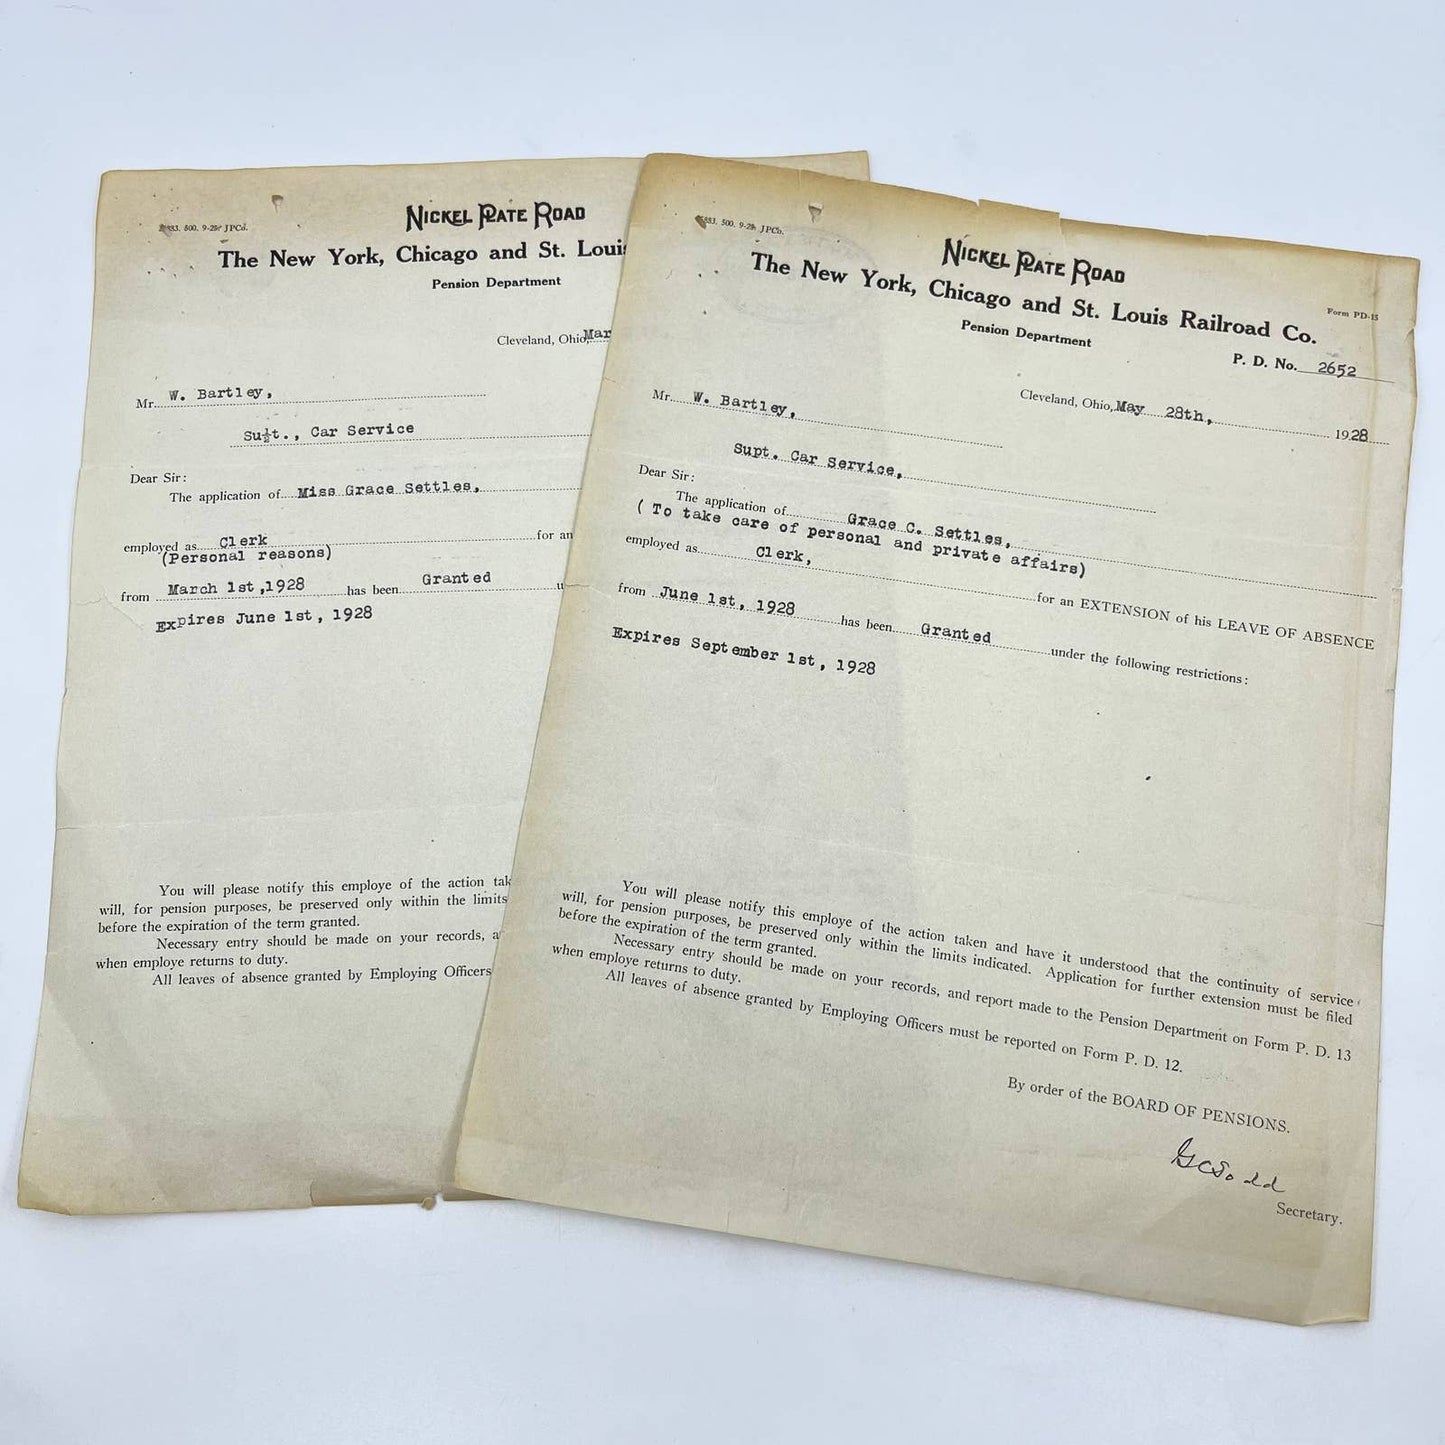 NICKEL PLATE ROAD
The New York, Chicago and St. Loui
Pension Department
Cleveland, Ohio, Mar
Mr. W. Bartley,
Su½t., Car Service
Dear Sir:
The application of Miss Grace Settles,
employed as Clerk for an
(Personal reasons)
from March 1st, 1928 has been Granted u
Expires June 1st, 1928
You will please notify this employe of the action tak
will, for pension purposes, be preserved only within the limits
before the expiration of the term granted.
Necessary entry should be made on your records, a
when employe returns to duty.
All leaves of absence granted by Employing Officers
883. 500. 9-25 JPCo.
NICKEL PLATE ROAD
Form PD-15
The New York, Chicago and St. Louis Railroad Co.
Pension Department
P. D. No. 2652
Cleveland, Ohio, May 28th, 1928
Mr. W. Bartley,
Supt. Car Service,
Dear Sir:
The application of Grace C. Settles,
( To take care of personal and private affairs)
employed as Clerk, for an EXTENSION of his LEAVE OF ABSENCE
from June 1st, 1928 has been Granted under the following restrictions:
Expires September 1st, 1928
You will please notify this employe of the action taken and have it understood that the continuity of service
will, for pension purposes, be preserved only within the limits indicated. Application for further extension must be filed
before the expiration of the term granted.
Necessary entry should be made on your records, and report made to the Pension Department on Form P. D. 13
when employe returns to duty.
All leaves of absence granted by Employing Officers must be reported on Form P. D. 12.
By order of the BOARD OF PENSIONS.
Secretary.